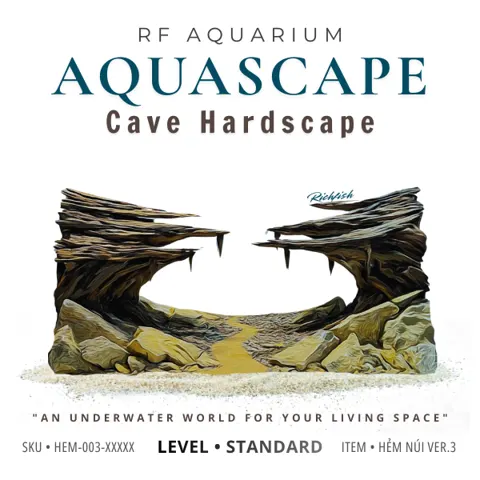 RF AQUARIUM
AQUASCAPE
Cave Hardscape
Richfish
"AN UNDERWATER WORLD FOR YOUR LIVING SPACE"
SKU • HEM-003-XXXXX LEVEL • STANDARD ITEM • HẺM NÚI VER.3